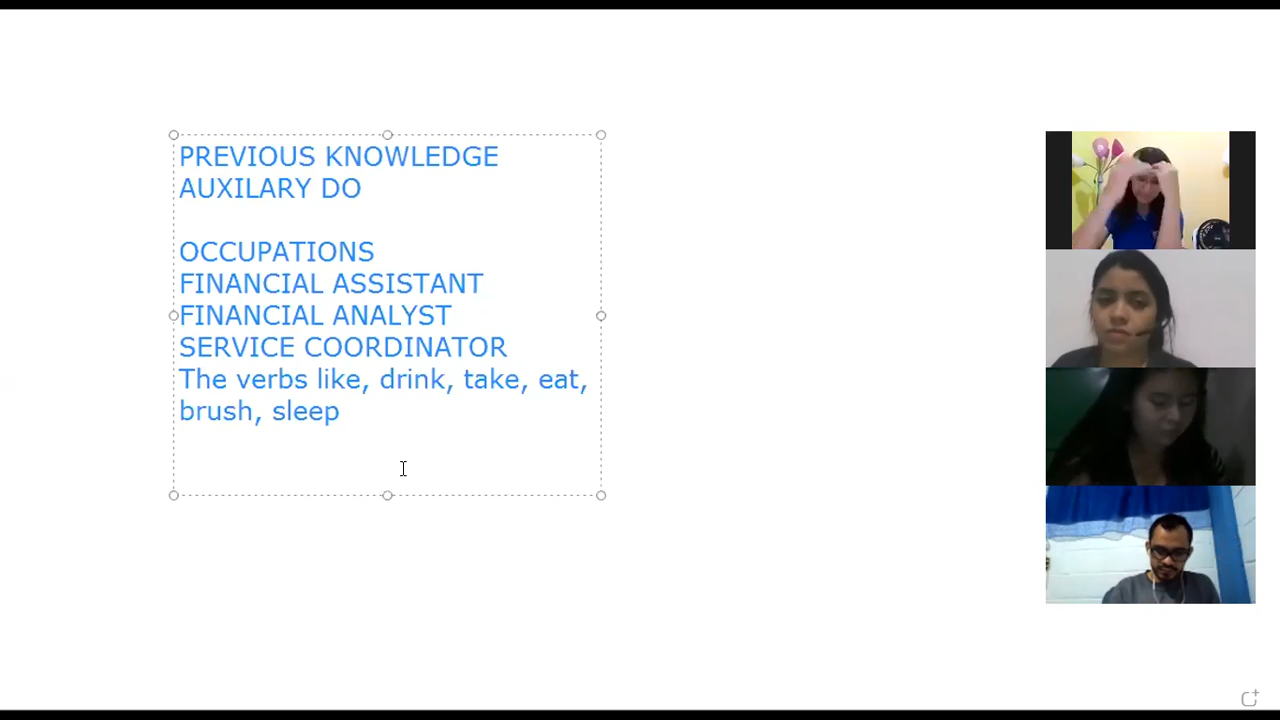 PREVIOUS KNOWLEDGE
AUXILARY DO
OCCUPATIONS
FINANCIAL ASSISTANT
FINANCIAL ANALYST
SERVICE COORDINATOR
The verbs like, drink, take, eat,
brush, sleep